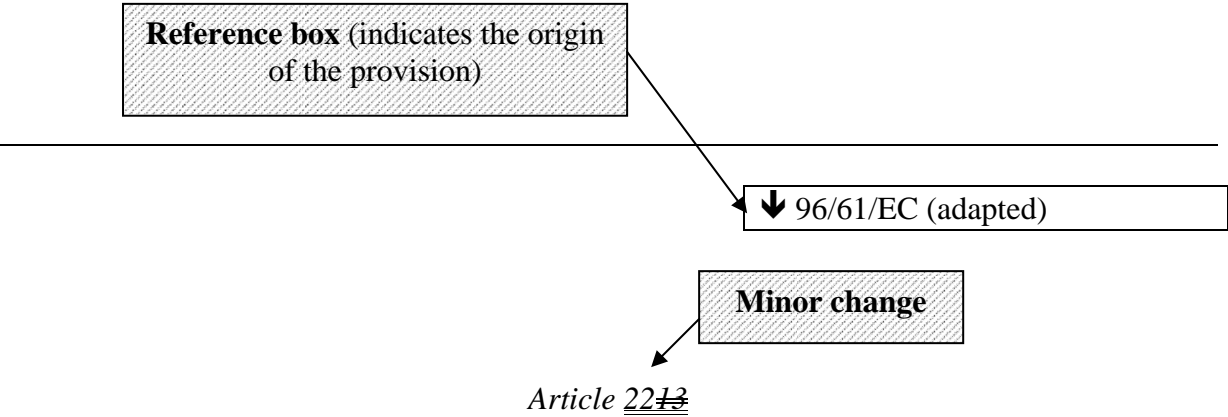 Reference box (indicates the origin
of the provision)
🡫 96/61/EC (adapted)
Minor change
Article 2213